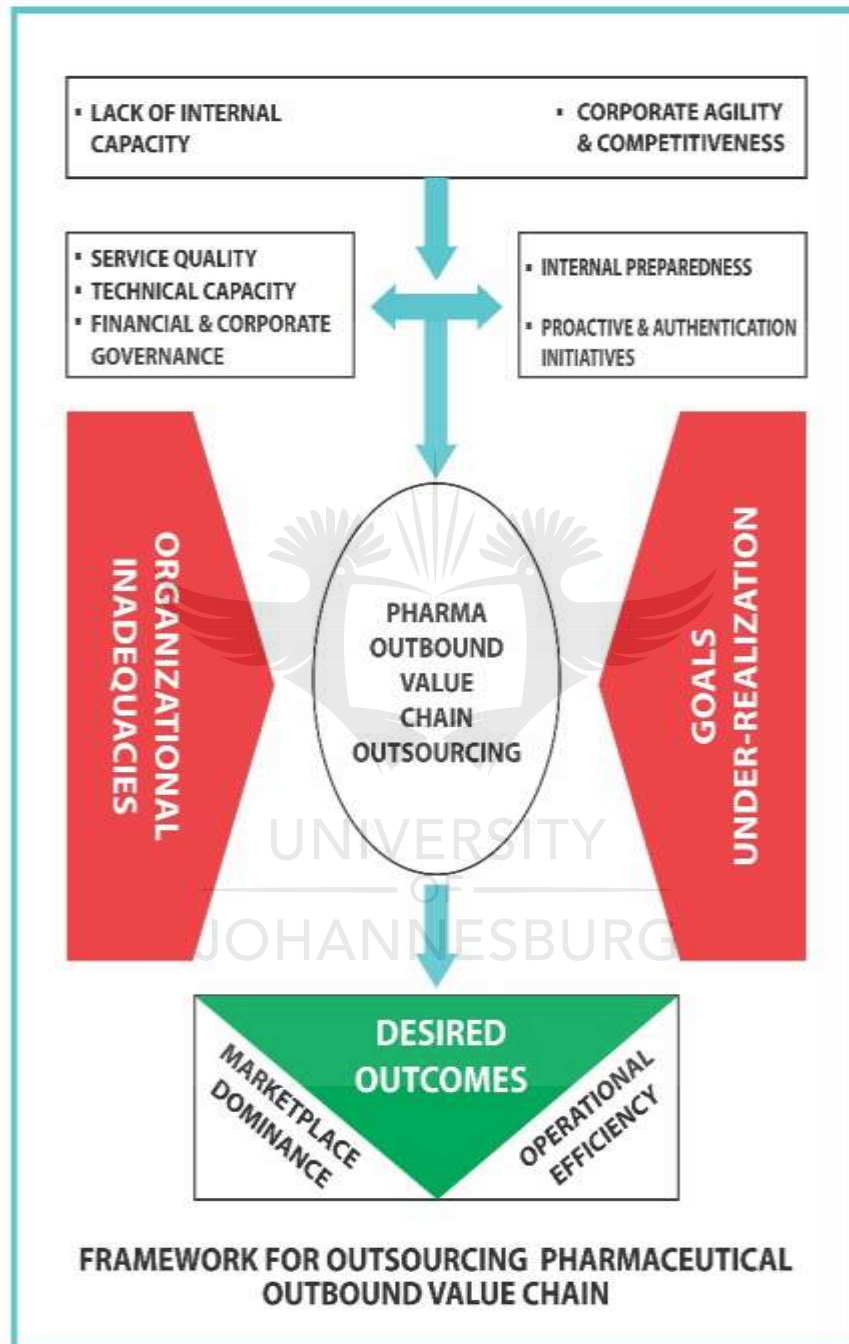 ▪ LACK OF INTERNAL
CAPACITY
▪ CORPORATE AGILITY
& COMPETITIVENESS
▪ SERVICE QUALITY
▪ TECHNICAL CAPACITY
▪ FINANCIAL & CORPORATE
GOVERNANCE
▪ INTERNAL PREPAREDNESS
▪ PROACTIVE & AUTHENTICATION
INITIATIVES
ORGANIZATIONAL
INADEQUACIES
PHARMA
OUTBOUND
VALUE
CHAIN
OUTSOURCING
GOALS
UNDER-REALIZATION
UNIVERSITY
OF
JOHANNESBURG
DESIRED
OUTCOMES
MARKETPLACE
DOMINANCE
OPERATIONAL
EFFICIENCY
FRAMEWORK FOR OUTSOURCING PHARMACEUTICAL
OUTBOUND VALUE CHAIN